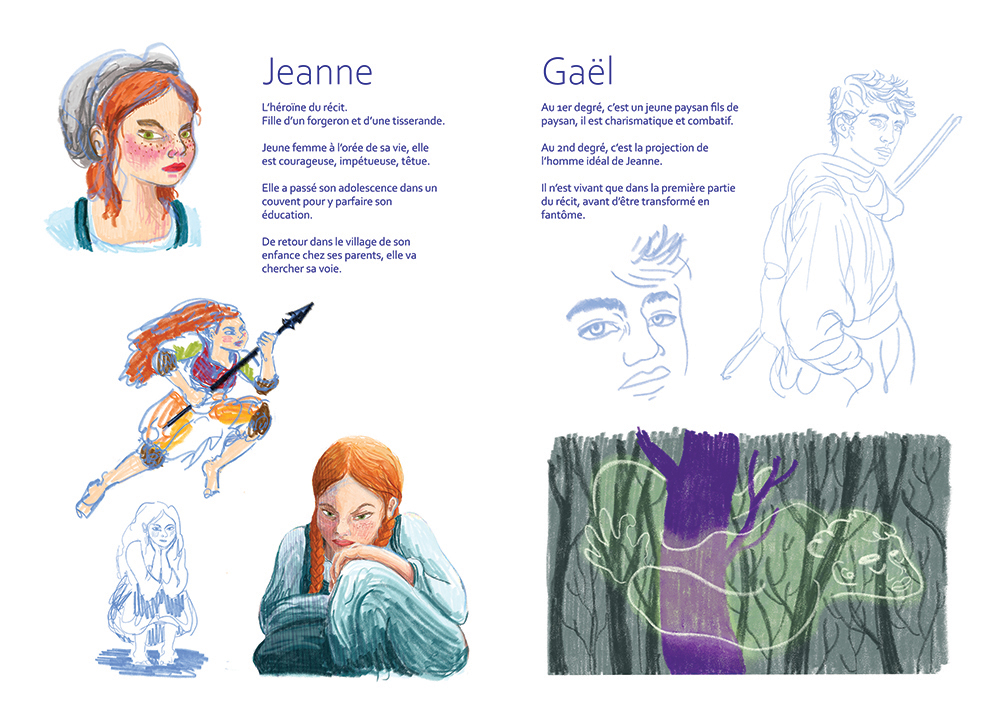 Jeanne
L'héroïne du récit.
Fille d'un forgeron et d'une tisserande.
Jeune femme à l'orée de sa vie, elle
est courageuse, impétueuse, têtue.
Elle a passé son adolescence dans un
couvent pour y parfaire son
éducation.
De retour dans le village de son
enfance chez ses parents, elle va
chercher sa voie.
Gaël
Au 1er degré, c'est un jeune paysan fils de
paysan, il est charismatique et combatif.
Au 2nd degré, c'est la projection de
l'homme idéal de Jeanne.
Il n'est vivant que dans la première partie
du récit, avant d'être transformé en
fantôme.